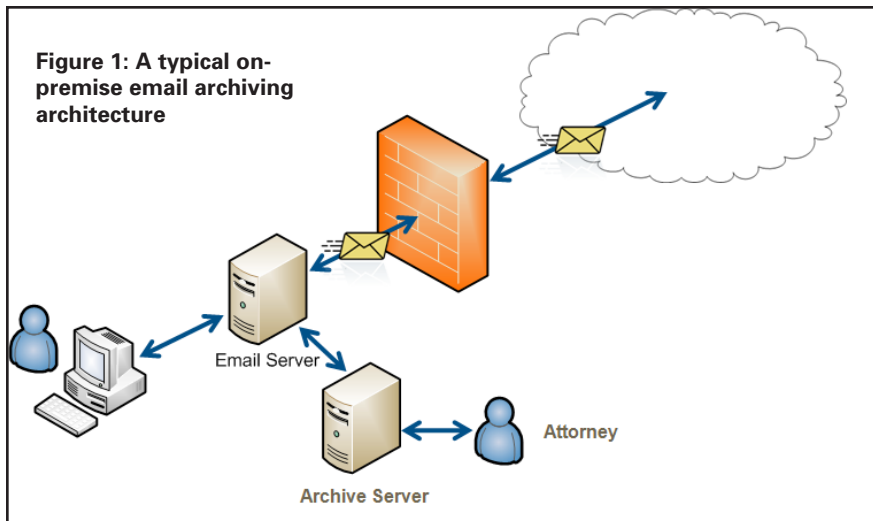 Figure 1: A typical on-
premise email archiving
architecture
Email Server
Attorney
Archive Server